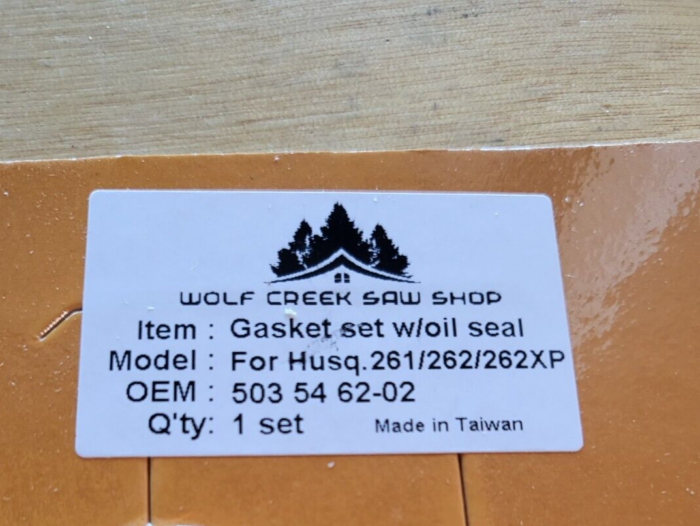 WOLF CREEK SAW SHOP
Item : Gasket set w/oil seal
Model : For Husq.261/262/262XP
OEM : 503 54 62-02
Q'ty: 1 set Made in Taiwan